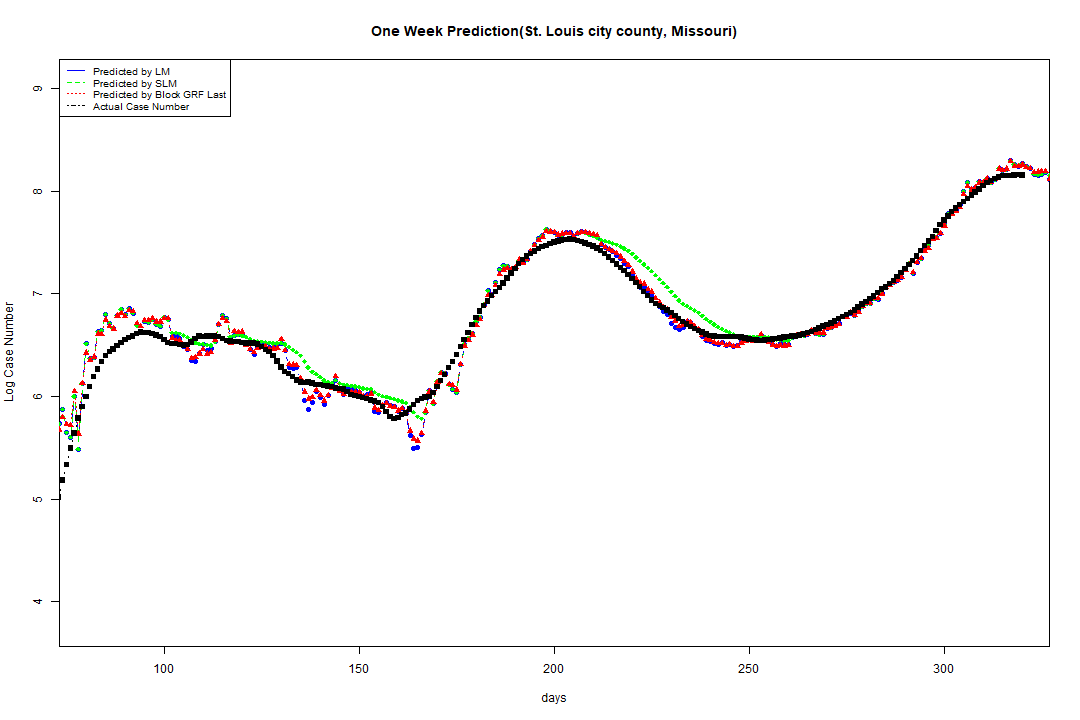 One Week Prediction(St. Louis city county, Missouri)
Predicted by LM
Predicted by SLM
Predicted by Block GRF Last
Actual Case Number
9
8
7
6
5
4
Log Case Number
100 150 200 250 300
days